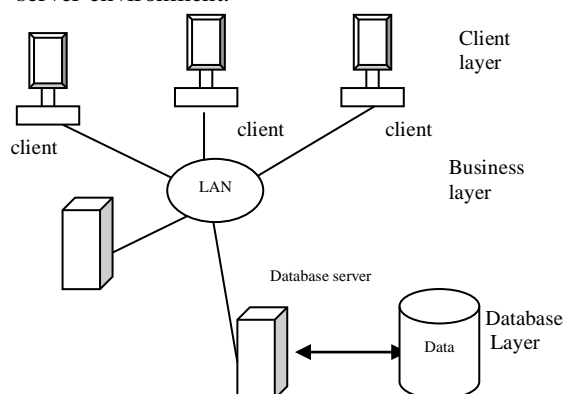 server environment.
Client
layer
client
client
client
Business
layer
LAN
Database server
Database
Layer
Data